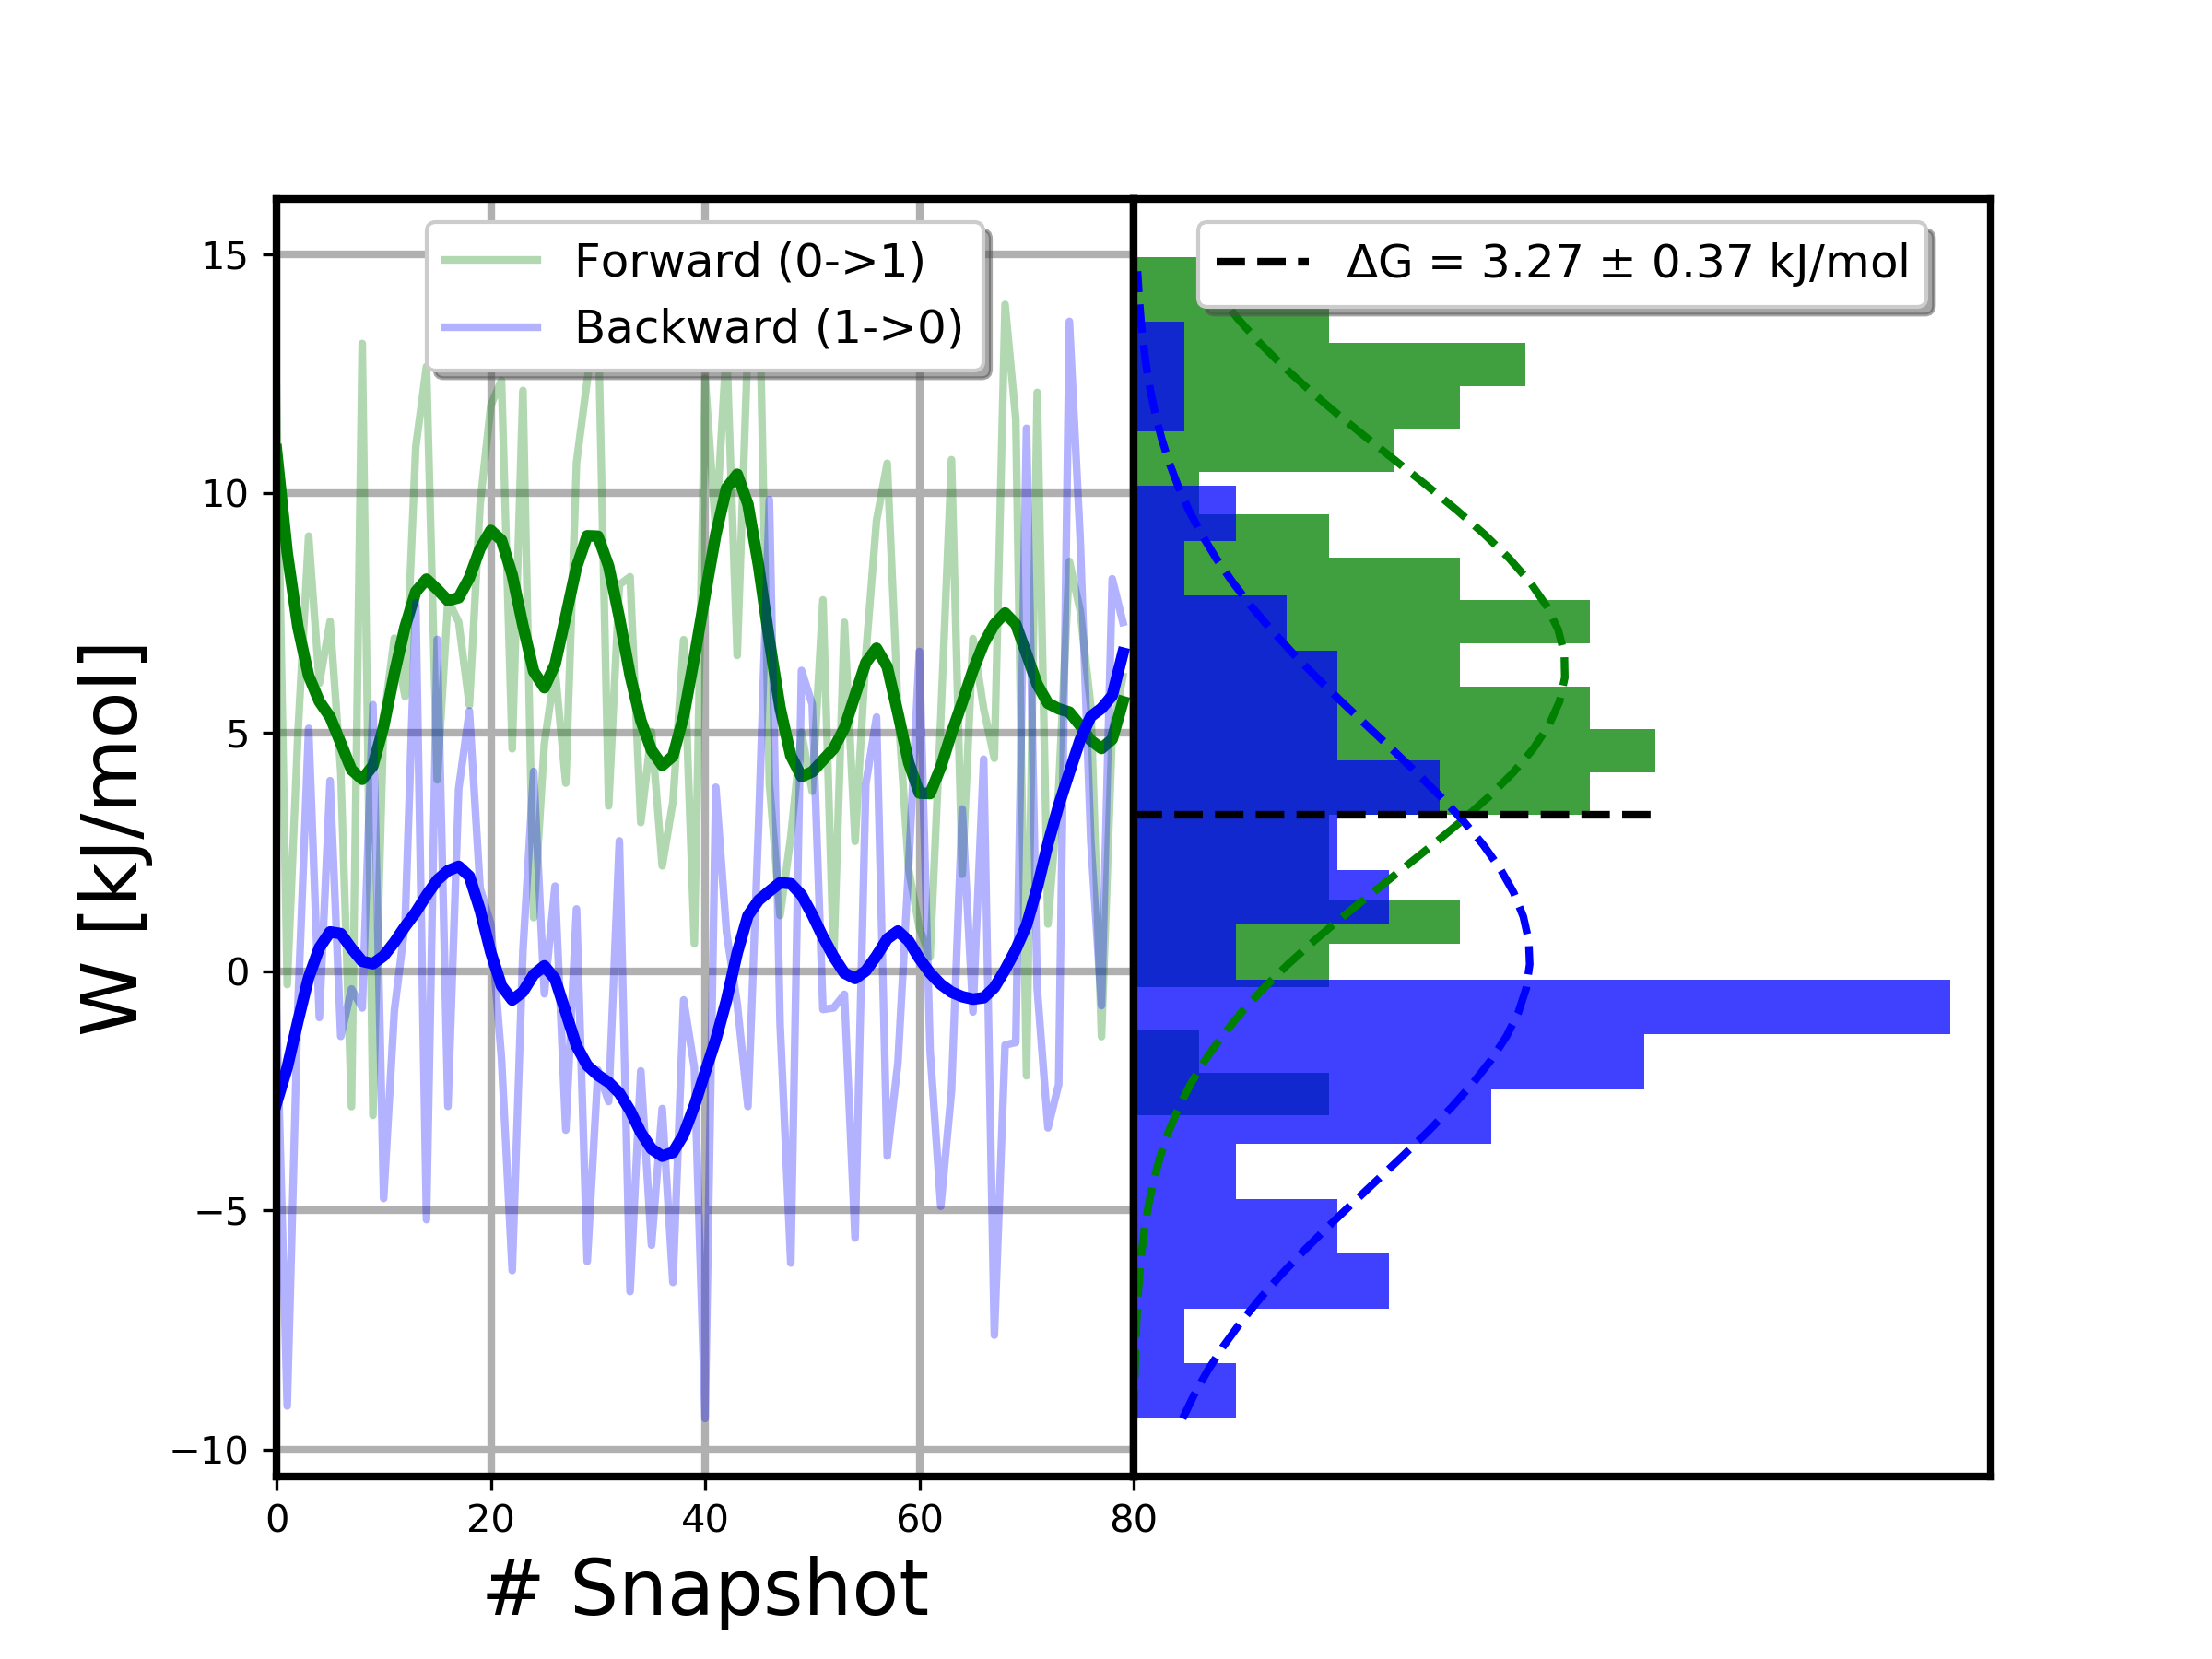 Forward (0->1)
Backward (1->0)
ΔG = 3.27 ± 0.37 kJ/mol
W [kJ/mol]
15
10
5
0
−5
−10
0 20 40 60 80
# Snapshot